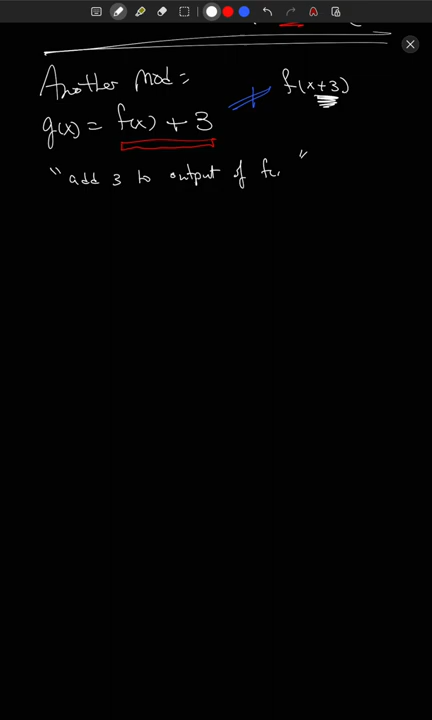 Another Mod:
g(x) = f(x) + 3 ≠ f(x+3)
"add 3 to output of fn."